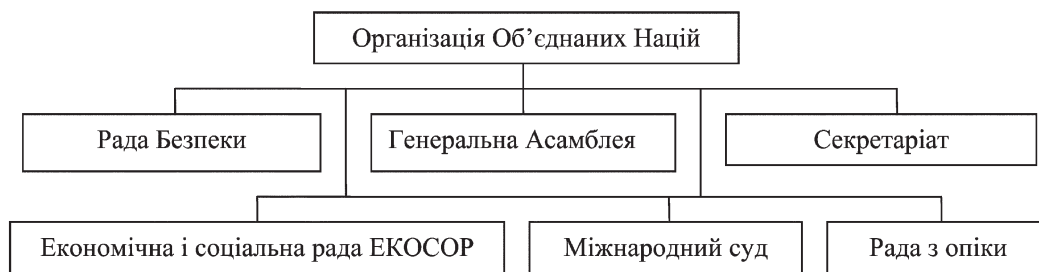 Організація Об’єднаних Націй
Рада Безпеки
Генеральна Асамблея
Секретаріат
Економічна і соціальна рада ЕКОСОР
Міжнародний суд
Рада з опіки